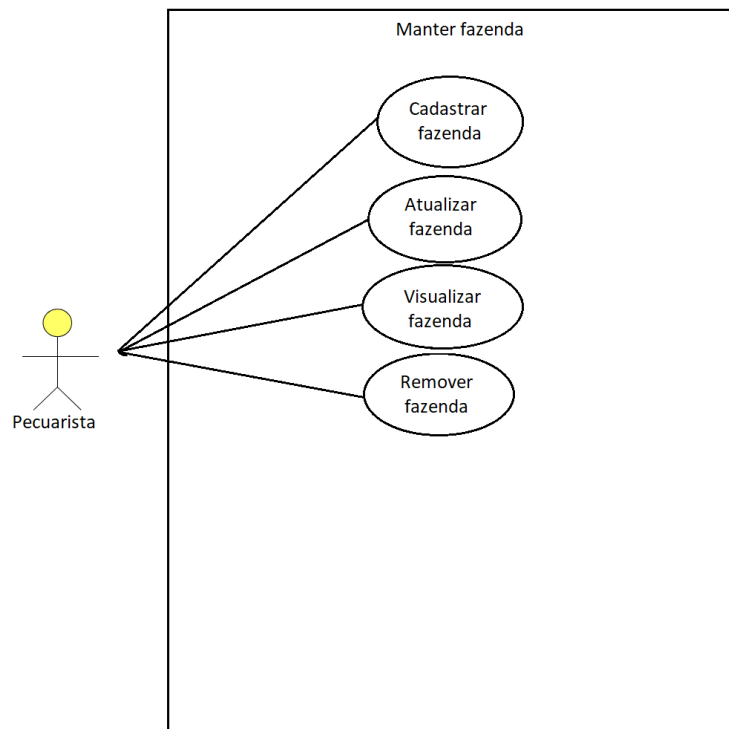 Manter fazenda
Cadastrar
fazenda
Atualizar
fazenda
Visualizar
fazenda
Remover
fazenda
Pecuarista